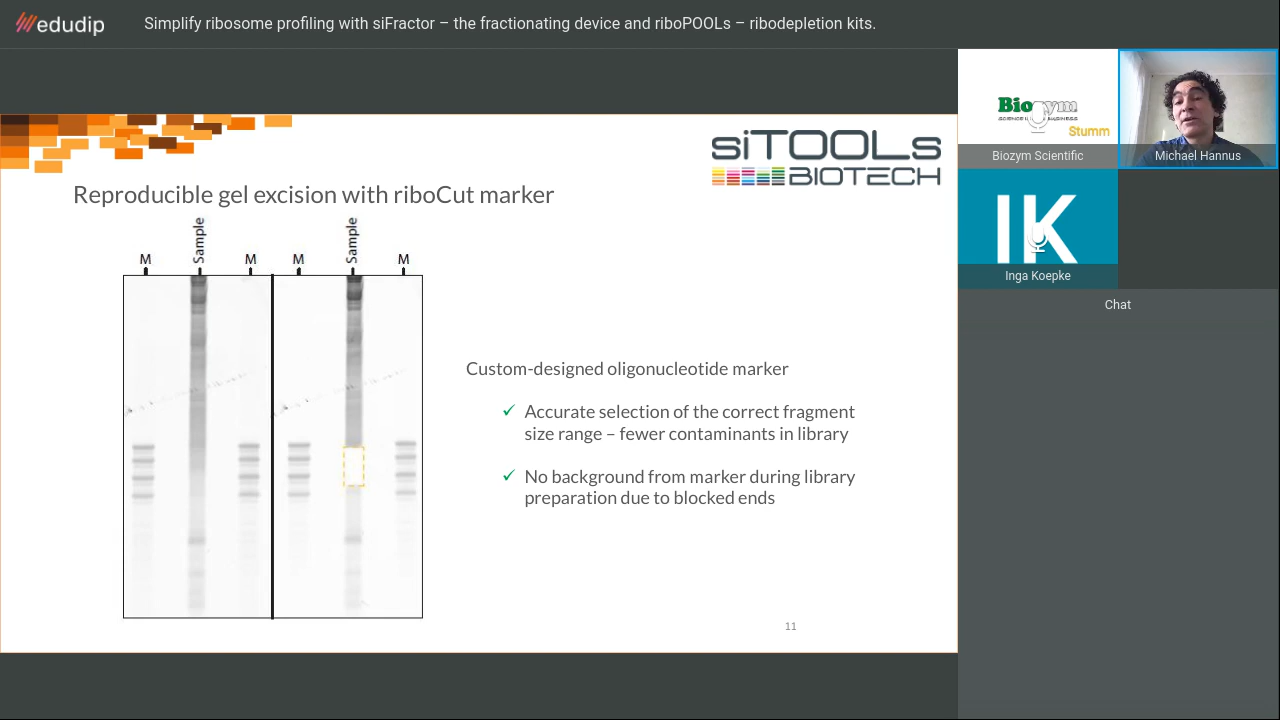 edudip
Simplify ribosome profiling with siFractor – the fractionating device and riboPOOLs – ribodepletion kits.
siTOOLs
BIOTECH
Reproducible gel excision with riboCut marker
M Sample M M Sample M
Custom-designed oligonucleotide marker
✓ Accurate selection of the correct fragment
size range – fewer contaminants in library
✓ No background from marker during library
preparation due to blocked ends
11
Biozym
Stumm
Biozym Scientific
Michael Hannus
IK
Inga Koepke
Chat